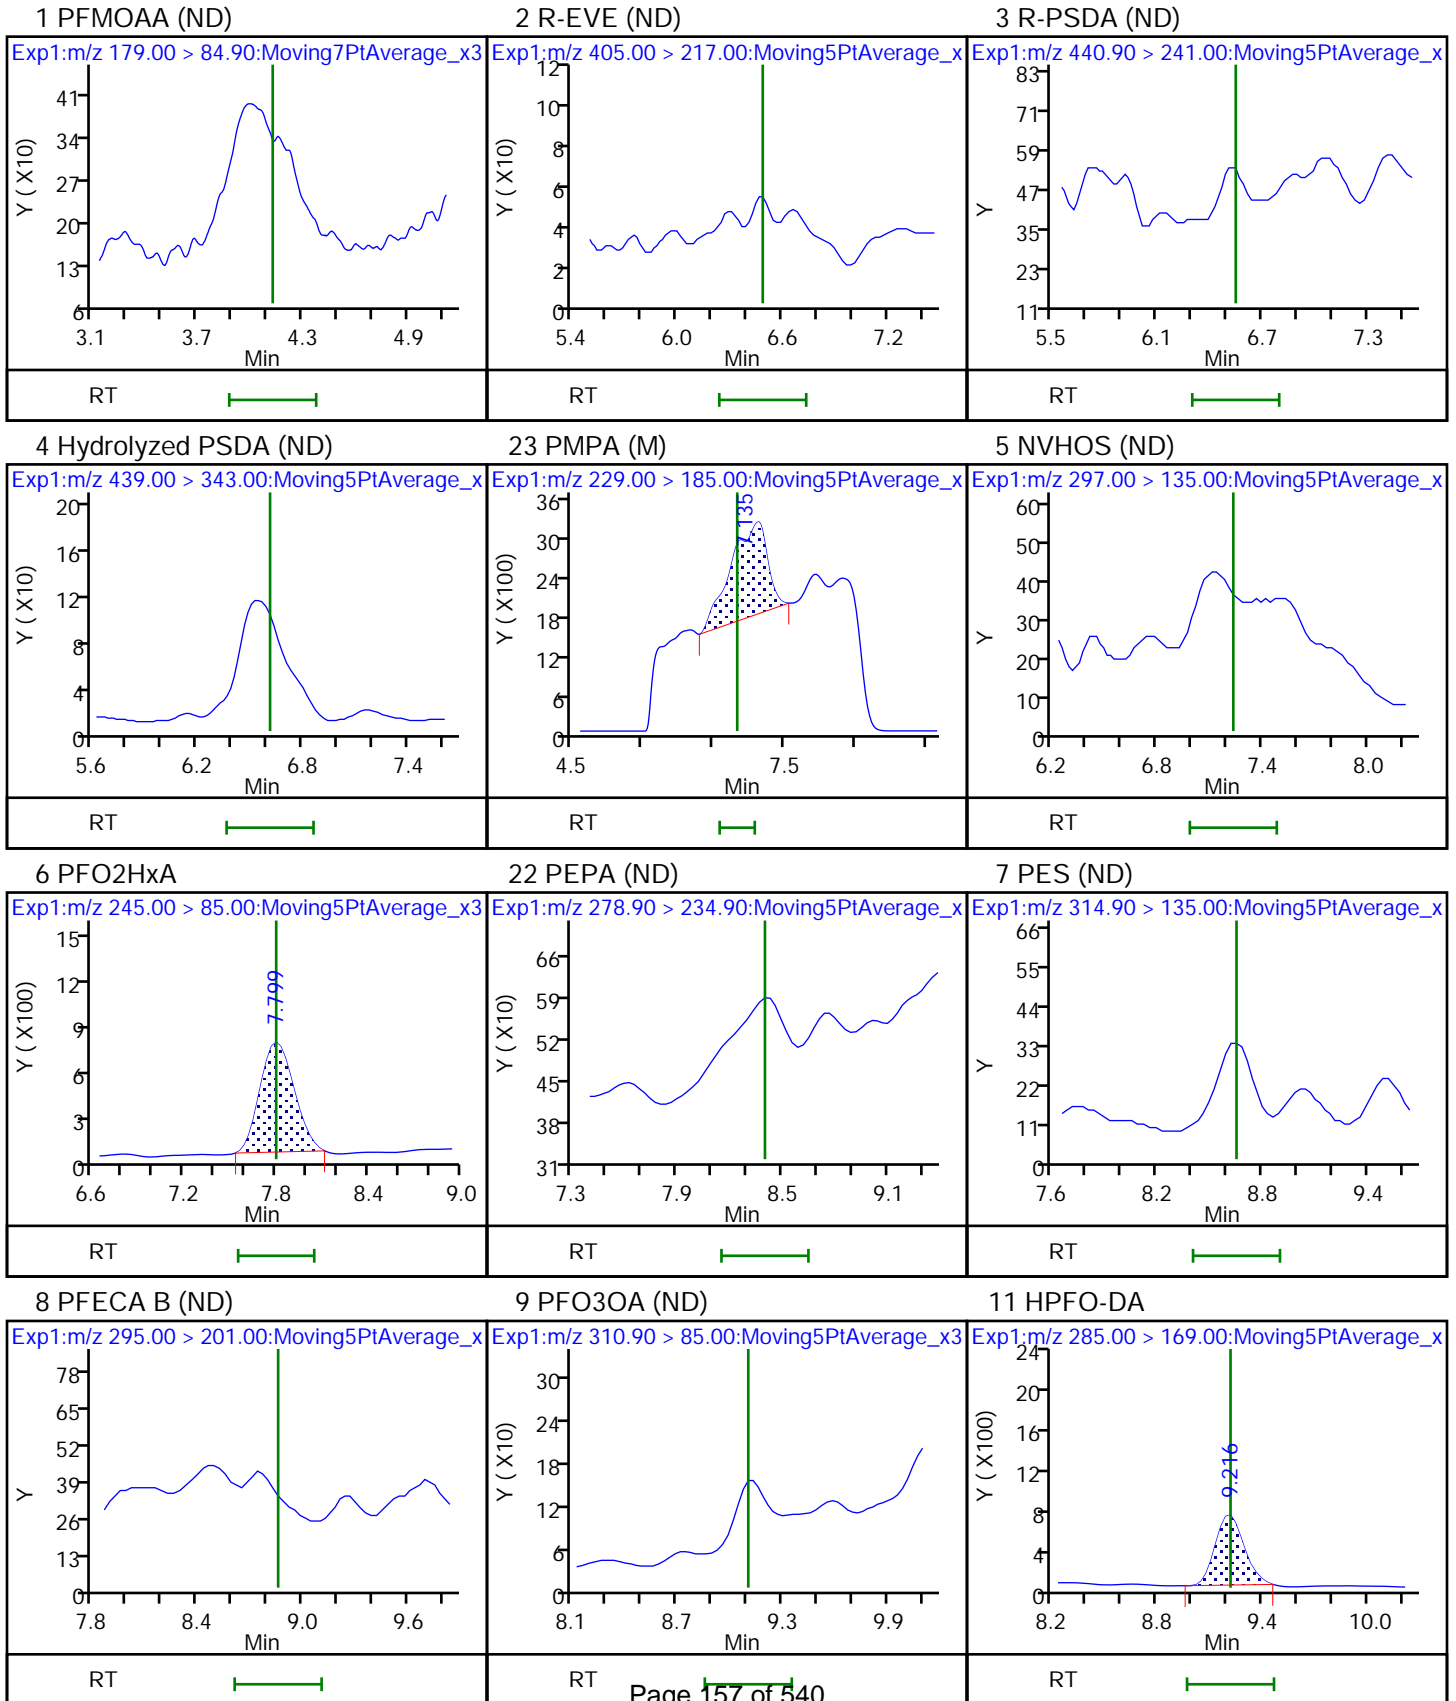 1 PFMOAA (ND)
Exp1:m/z 179.00 > 84.90:Moving7PtAverage_x3
Y ( X10)
41
34
27
20
13
6
3.1 3.7 4.3 4.9
Min
RT
2 R-EVE (ND)
Exp1:m/z 405.00 > 217.00:Moving5PtAverage_x
Y ( X10)
12
10
8
6
4
2
0
5.4 6.0 6.6 7.2
Min
RT
3 R-PSDA (ND)
Exp1:m/z 440.90 > 241.00:Moving5PtAverage_x
Y
83
71
59
47
35
23
11
5.5 6.1 6.7 7.3
Min
RT
4 Hydrolyzed PSDA (ND)
Exp1:m/z 439.00 > 343.00:Moving5PtAverage_x
Y ( X10)
20
16
12
8
4
0
5.6 6.2 6.8 7.4
Min
RT
23 PMPA (M)
Exp1:m/z 229.00 > 185.00:Moving5PtAverage_x
Y ( X100)
36
30
24
18
12
6
0
7.135
4.5 7.5
Min
RT
5 NVHOS (ND)
Exp1:m/z 297.00 > 135.00:Moving5PtAverage_x
Y
60
50
40
30
20
10
0
6.2 6.8 7.4 8.0
Min
RT
6 PFO2HxA
Exp1:m/z 245.00 > 85.00:Moving5PtAverage_x3
Y ( X100)
15
12
9
6
3
0
7.799
6.6 7.2 7.8 8.4 9.0
Min
RT
22 PEPA (ND)
Exp1:m/z 278.90 > 234.90:Moving5PtAverage_x
Y ( X10)
66
59
52
45
38
31
7.3 7.9 8.5 9.1
Min
RT
7 PES (ND)
Exp1:m/z 314.90 > 135.00:Moving5PtAverage_x
Y
66
55
44
33
22
11
0
7.6 8.2 8.8 9.4
Min
RT
8 PFECA B (ND)
Exp1:m/z 295.00 > 201.00:Moving5PtAverage_x
Y
78
65
52
39
26
13
0
7.8 8.4 9.0 9.6
Min
RT
9 PFO3OA (ND)
Exp1:m/z 310.90 > 85.00:Moving5PtAverage_x3
Y ( X10)
30
24
18
12
6
0
8.1 8.7 9.3 9.9
Min
RT
11 HPFO-DA
Exp1:m/z 285.00 > 169.00:Moving5PtAverage_x
Y ( X100)
24
20
16
12
8
4
0
9.216
8.2 8.8 9.4 10.0
Min
RT
Page 157 of 540